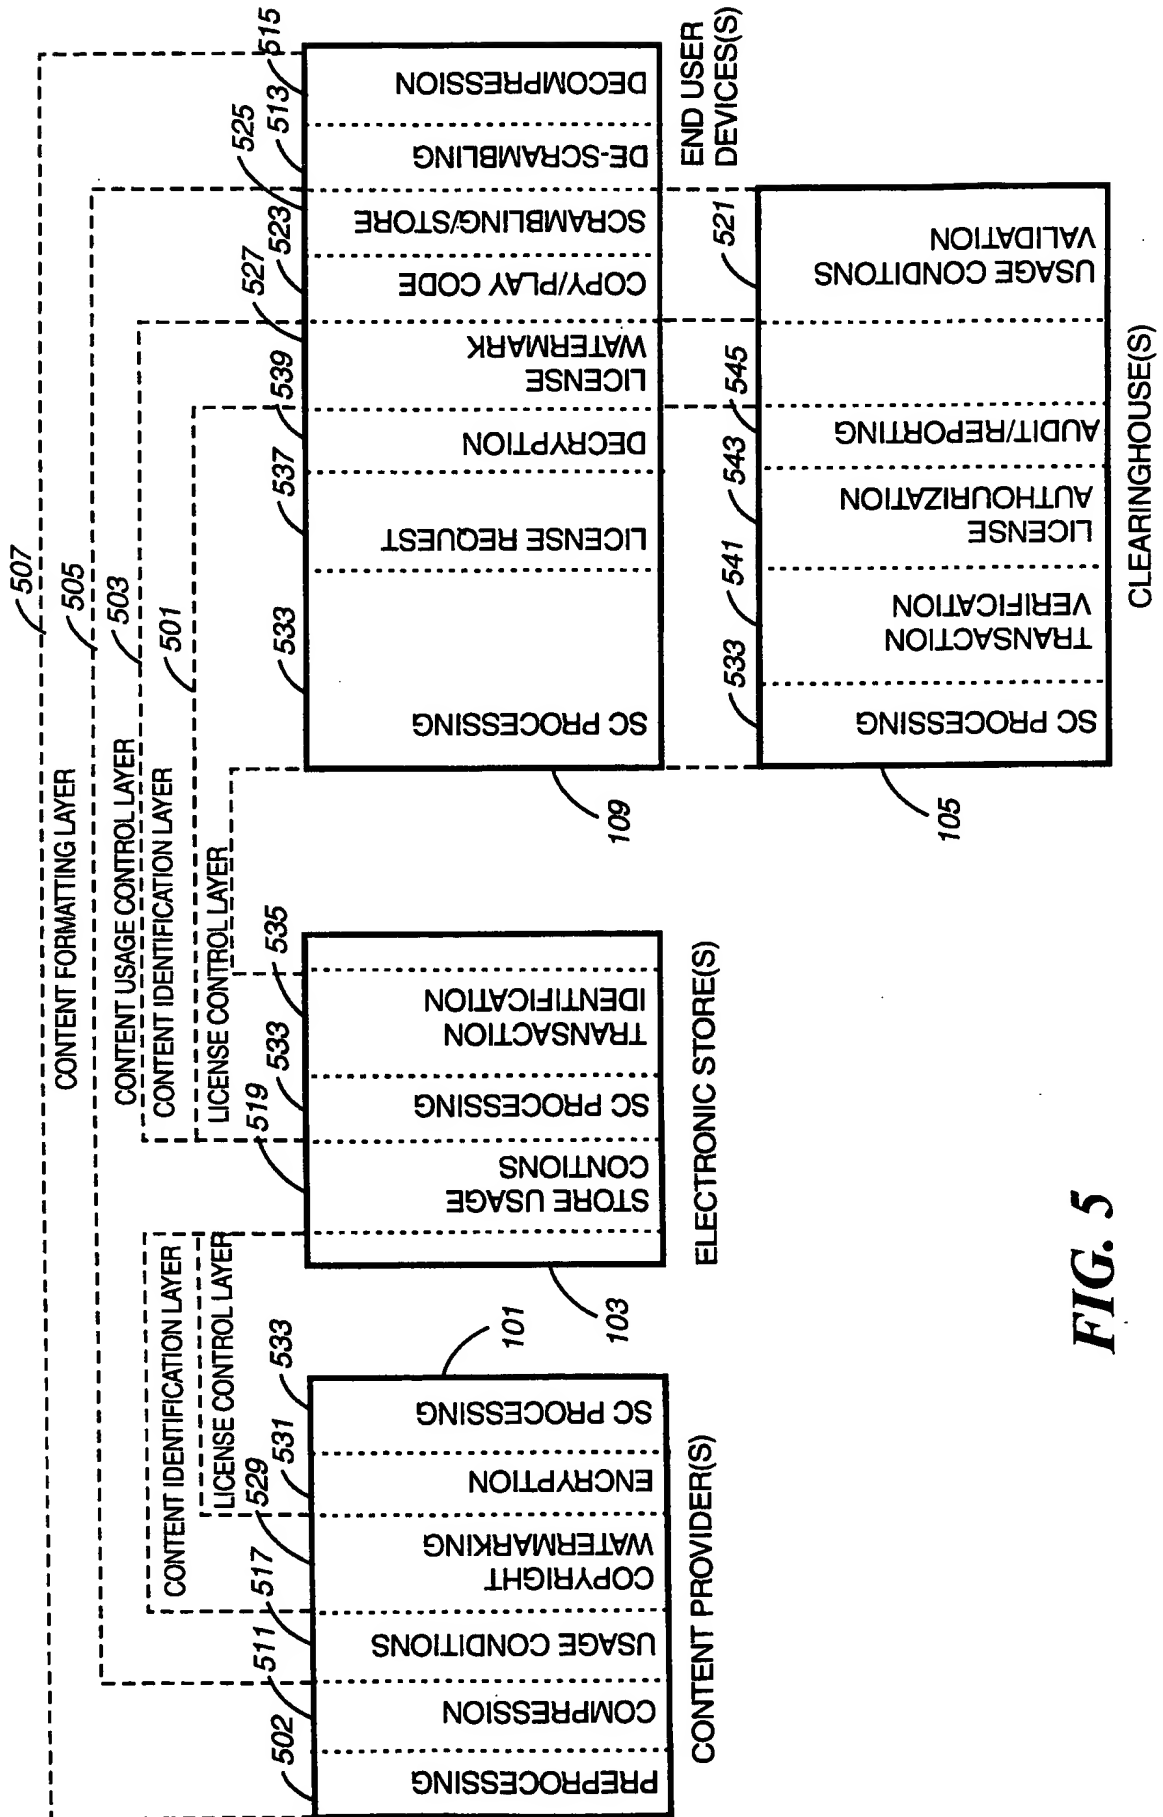 507
CONTENT FORMATTING LAYER
505
CONTENT USAGE CONTROL LAYER
503
CONTENT IDENTIFICATION LAYER
501
LICENSE CONTROL LAYER
CONTENT IDENTIFICATION LAYER
LICENSE CONTROL LAYER
502
511
517
529
531
533
101
PREPROCESSING
COMPRESSION
USAGE CONDITIONS
COPYRIGHT
WATERMARKING
ENCRYPTION
SC PROCESSING
CONTENT PROVIDER(S)
519
533
535
103
STORE USAGE
CONTIONS
SC PROCESSING
TRANSACTION
IDENTIFICATION
ELECTRONIC STORE(S)
533
537
539
527
523
525
513
515
109
SC PROCESSING
LICENSE REQUEST
DECRYPTION
LICENSE
WATERMARK
COPY/PLAY CODE
SCRAMBLING/STORE
DE-SCRAMBLING
DECOMPRESSION
END USER
DEVICES(S)
533
541
543
545
521
105
SC PROCESSING
TRANSACTION
VERIFICATION
LICENSE
AUTHOURIZATION
AUDIT/REPORTING
USAGE CONDITONS
VALIDATION
CLEARINGHOUSE(S)
FIG. 5